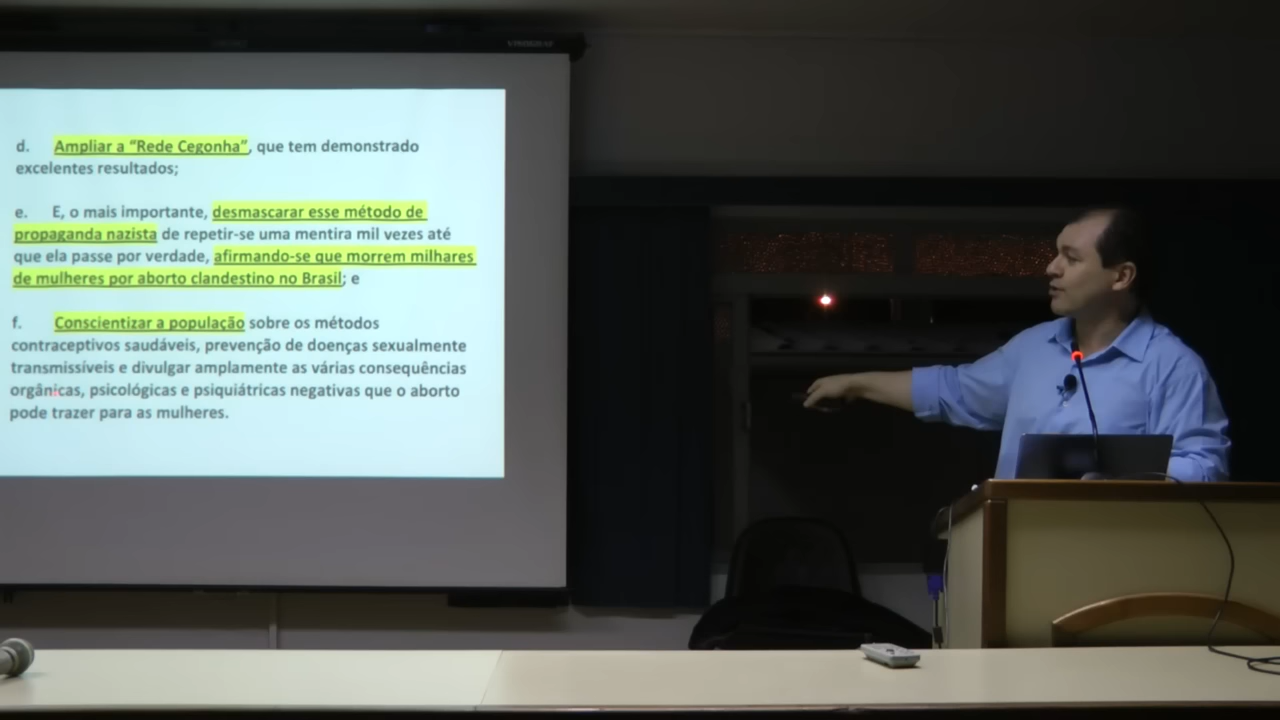 d. Ampliar a “Rede Cegonha”, que tem demonstrado
excelentes resultados;
e. E, o mais importante, desmascarar esse método de
propaganda nazista de repetir-se uma mentira mil vezes até
que ela passe por verdade, afirmando-se que morrem milhares
de mulheres por aborto clandestino no Brasil; e
f. Conscientizar a população sobre os métodos
contraceptivos saudáveis, prevenção de doenças sexualmente
transmissíveis e divulgar amplamente as várias consequências
orgânicas, psicológicas e psiquiátricas negativas que o aborto
pode trazer para as mulheres.